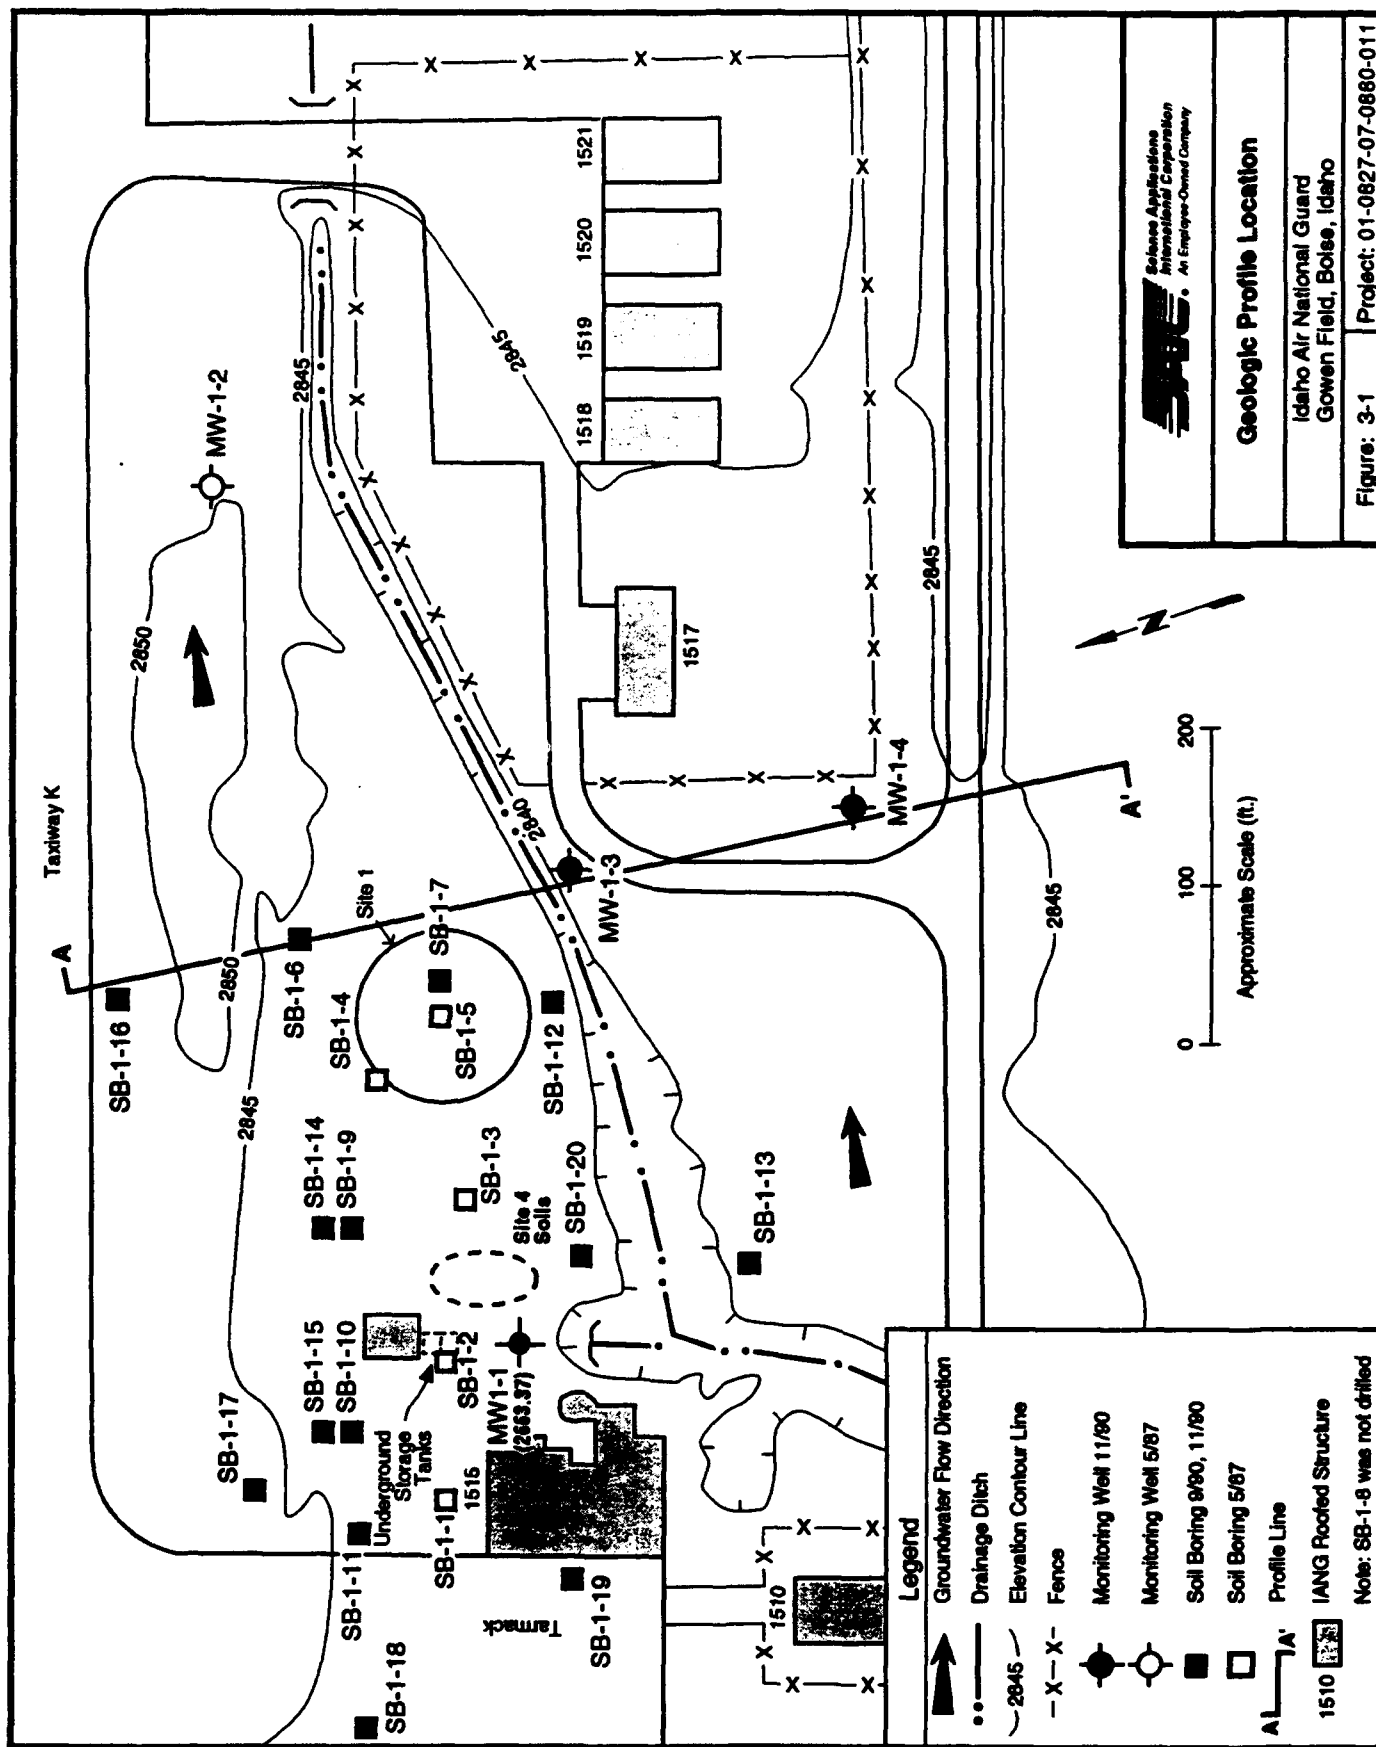 Taxiway K
A
SB-1-16
2850
MW-1-2
2850
2845
SB-1-6
Site 1
SB-1-4
SB-1-7
SB-1-5
SB-1-12
2845
2845
2840
1518
1519
1520
1521
1517
MW-1-3
MW-1-4
A'
2845
2845
SB-1-14
SB-1-9
SB-1-3
Site 4
Soils
SB-1-20
SB-1-13
SB-1-17
SB-1-15
SB-1-10
Underground
Storage
Tanks
SB-1-2
MW1-1
(2663.37)
SB-1-11
SB-1-1
1515
SB-1-18
Tarmack
SB-1-19
1510
0 100 200
Approximate Scale (ft.)
N
Legend
Groundwater Flow Direction
Drainage Ditch
2845 Elevation Contour Line
-X-X- Fence
Monitoring Well 11/90
Monitoring Well 5/87
Soil Boring 9/90, 11/90
Soil Boring 5/87
A A' Profile Line
1510 IANG Roofed Structure
Note: SB-1-8 was not drilled
SAIC
Science Applications
International Corporation
An Employee-Owned Company
Geologic Profile Location
Idaho Air National Guard
Gowen Field, Boise, Idaho
Figure: 3-1 Project: 01-0827-07-0880-011